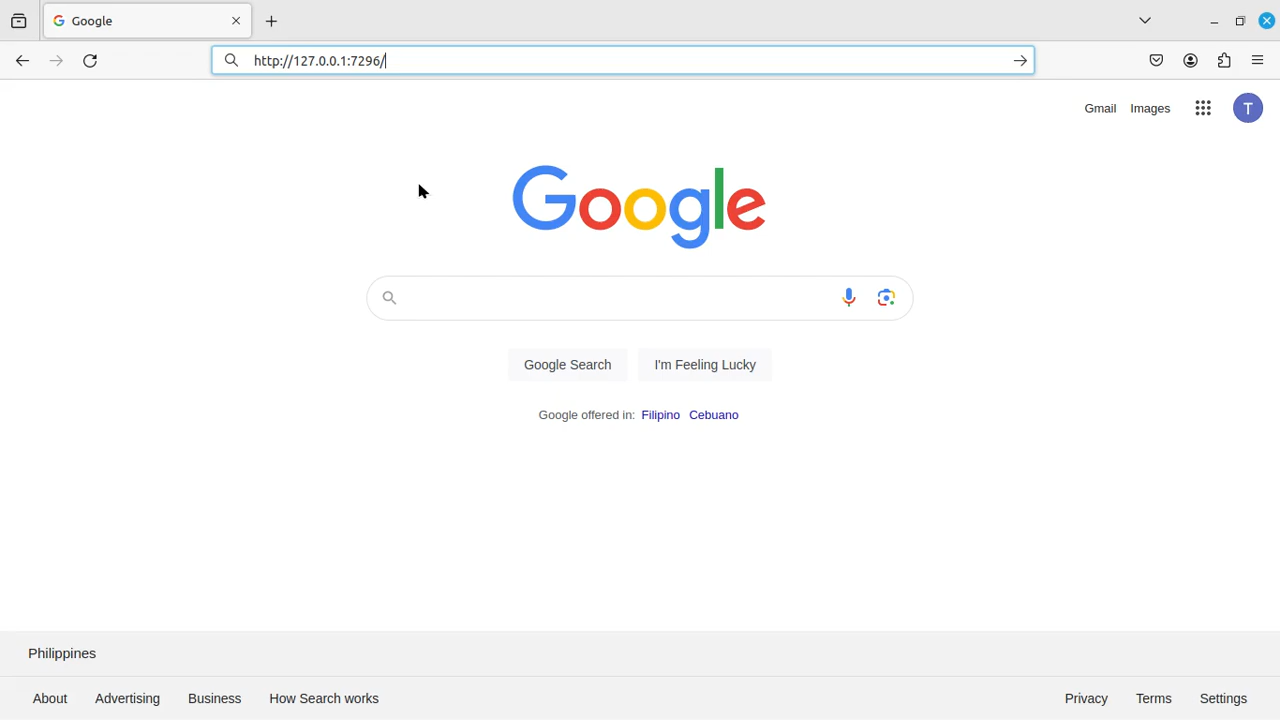 Google
http://127.0.0.1:7296/
Gmail
Images
T
Google
Google Search
I'm Feeling Lucky
Google offered in: Filipino Cebuano
Philippines
About
Advertising
Business
How Search works
Privacy
Terms
Settings